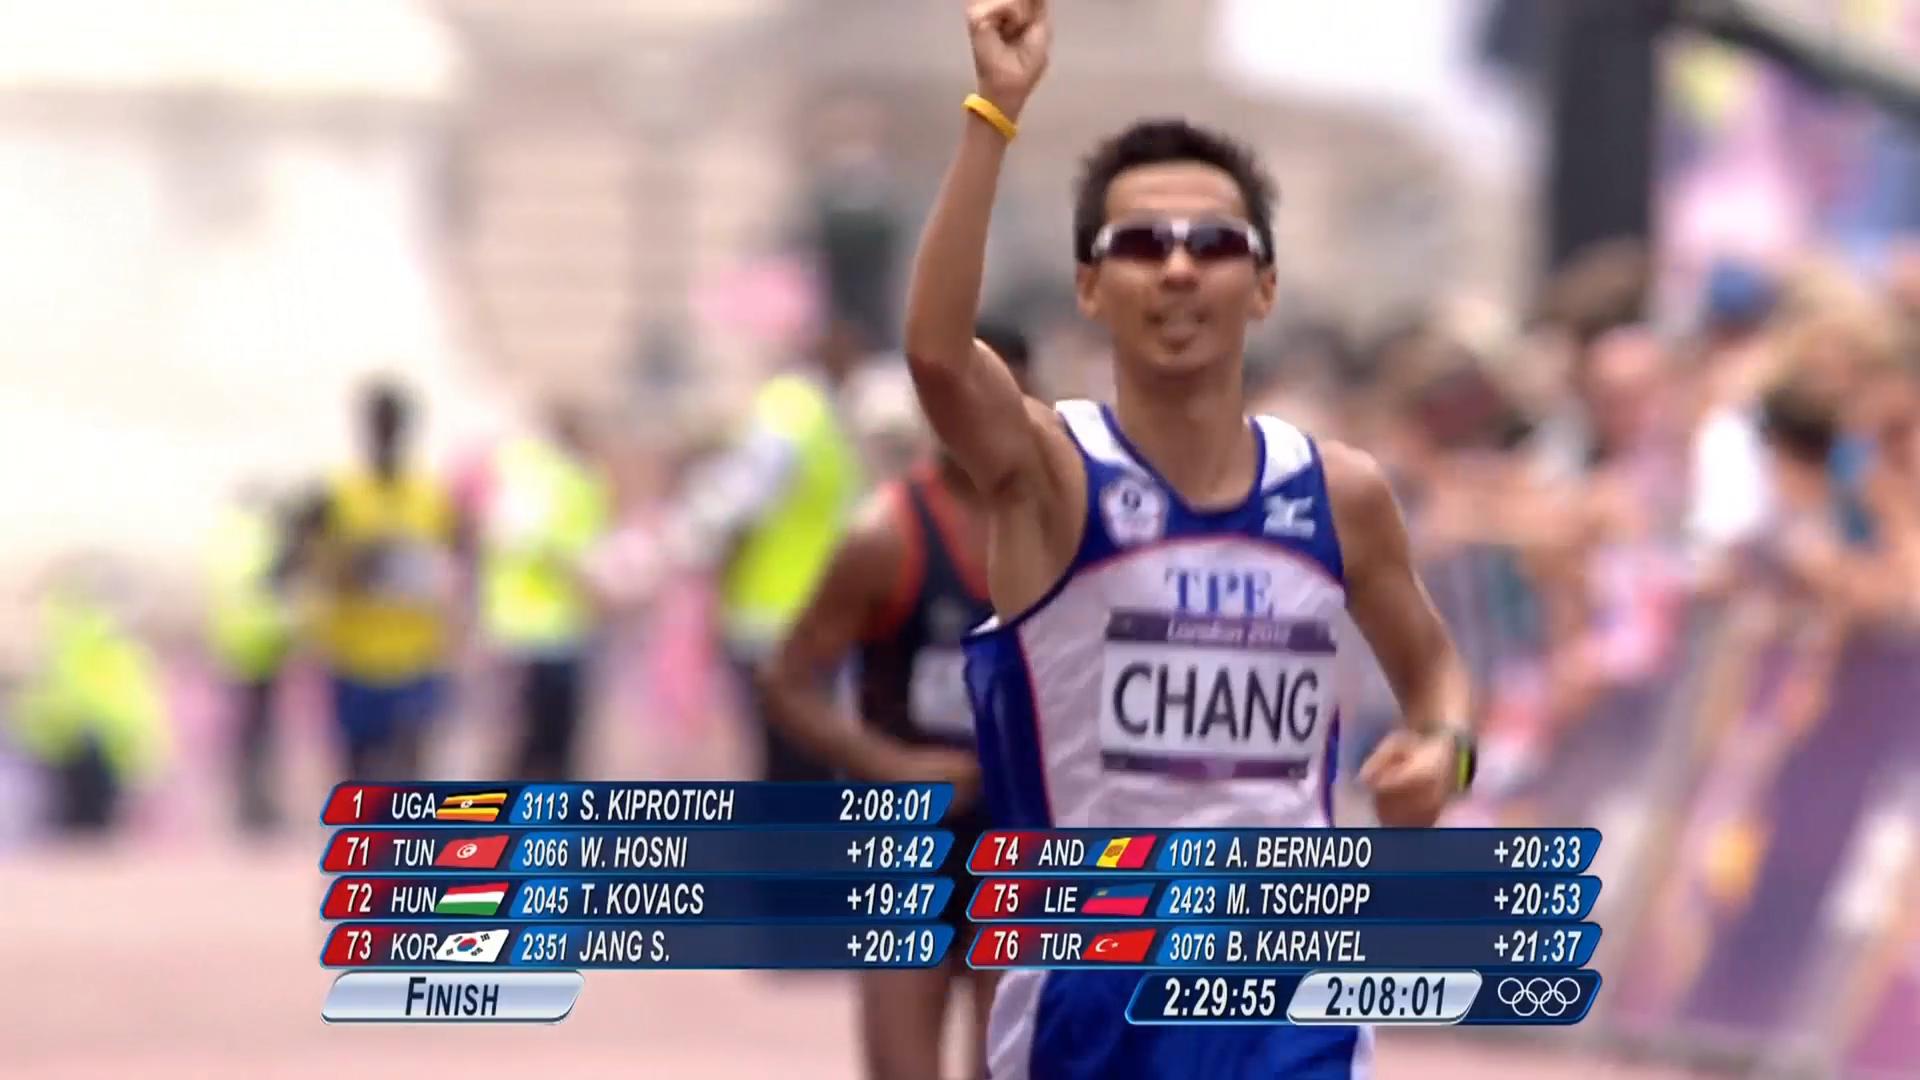 TPE
London 2012
CHANG
1 UGA 3113 S. KIPROTICH 2:08:01
71 TUN 3066 W. HOSNI +18:42
72 HUN 2045 T. KOVACS +19:47
73 KOR 2351 JANG S. +20:19
74 AND 1012 A. BERNADO +20:33
75 LIE 2423 M. TSCHOPP +20:53
76 TUR 3076 B. KARAYEL +21:37
FINISH
2:29:55 2:08:01